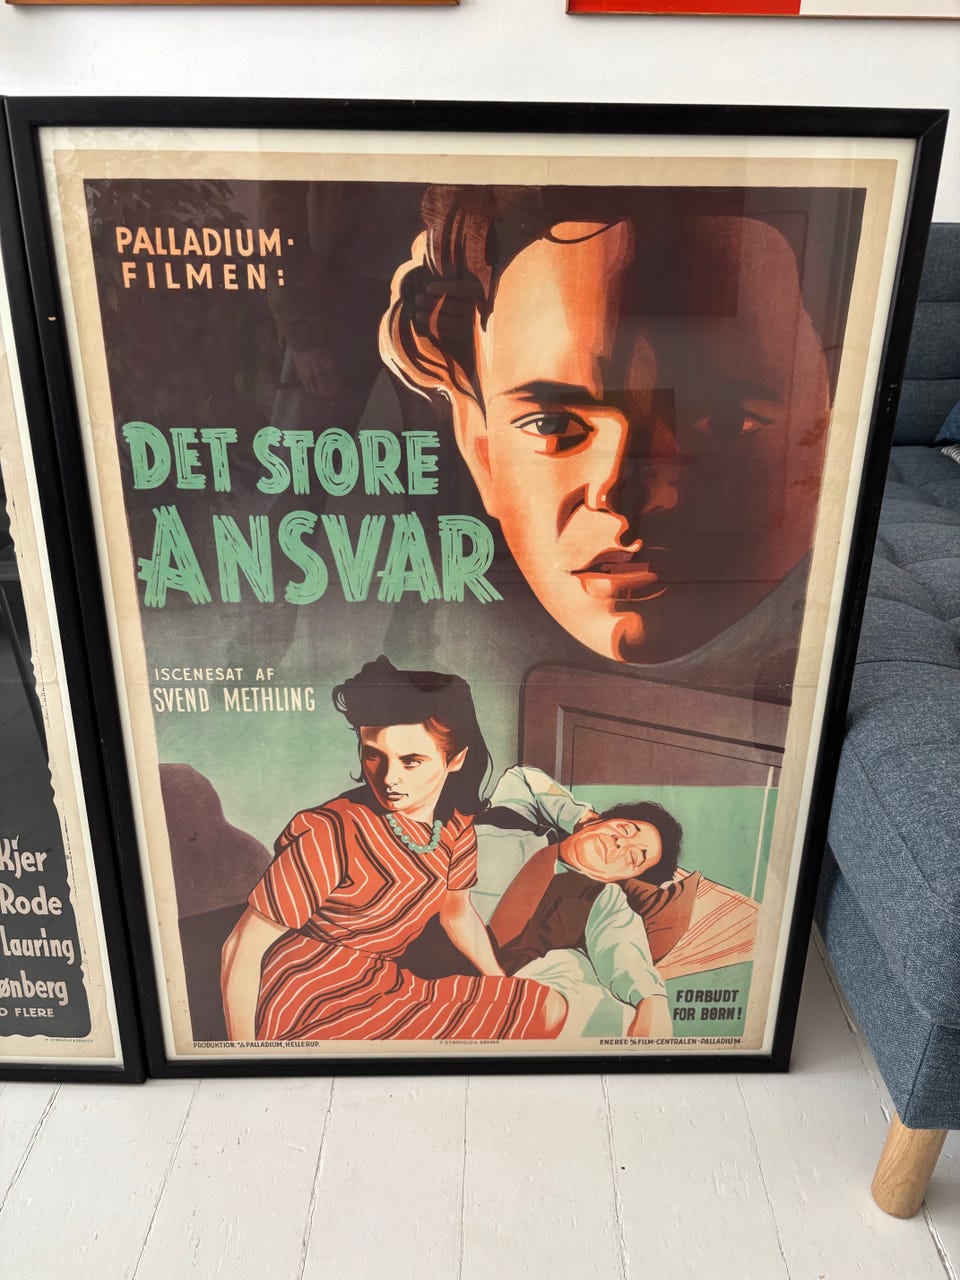 PALLADIUM-
FILMEN:
DET STORE
ANSVAR
ISCENESAT AF
SVEND METHLING
FORBUDT
FOR BØRN!
PRODUKTION: A/S PALLADIUM, HELLERUP.
ENERET: A/S FILM-CENTRALEN-PALLADIUM
Kjer
Rode
Lauring
ønberg
FLERE